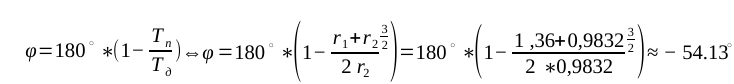 φ=180° *(1− T_п/T_д) ⇔ φ=180° *(1− (r₁+r₂)/(2 r₂)^(3/2)) =180° *(1− (1,36+0,9832)/(2 *0,9832)^(3/2)) ≈ − 54.13°